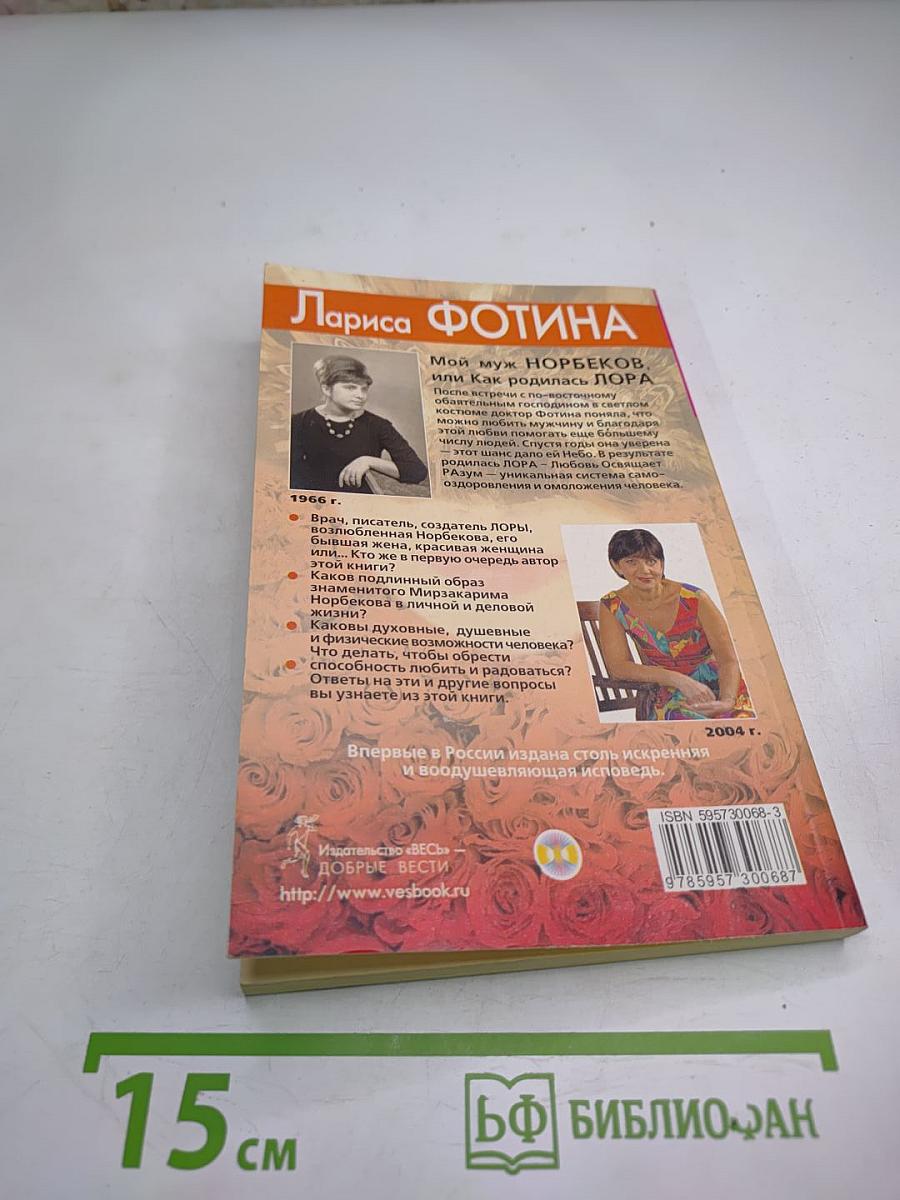 Лариса ФОТИНА
Мой муж НОРБЕКОВ,
или Как родилась ЛОРА
После встречи с по-восточному
обаятельным господином в светлом
костюме доктор Фотина поняла, что
можно любить мужчину и благодаря
этой любви помогать еще бо́льшему
числу людей. Спустя годы она уверена
— этот шанс дало ей Небо. В результате
родилась ЛОРА – Любовь Освящает
РАзум — уникальная система само-
оздоровления и омоложения человека.
1966 г.
• Врач, писатель, создатель ЛОРЫ,
возлюбленная Норбекова, его
бывшая жена, красивая женщина
или... Кто же в первую очередь автор
этой книги?
• Каков подлинный образ
знаменитого Мирзакарима
Норбекова в личной и деловой
жизни?
• Каковы духовные, душевные
и физические возможности человека?
Что делать, чтобы обрести
• способность любить и радоваться?
Ответы на эти и другие вопросы
вы узнаете из этой книги.
2004 г.
Впервые в России издана столь искренняя
и воодушевляющая исповедь.
Издательство «ВЕСЬ» —
ДОБРЫЕ ВЕСТИ
http://www.vesbook.ru
ISBN 595730068-3
9785957300687
15 см
БФ БИБЛИОФАН